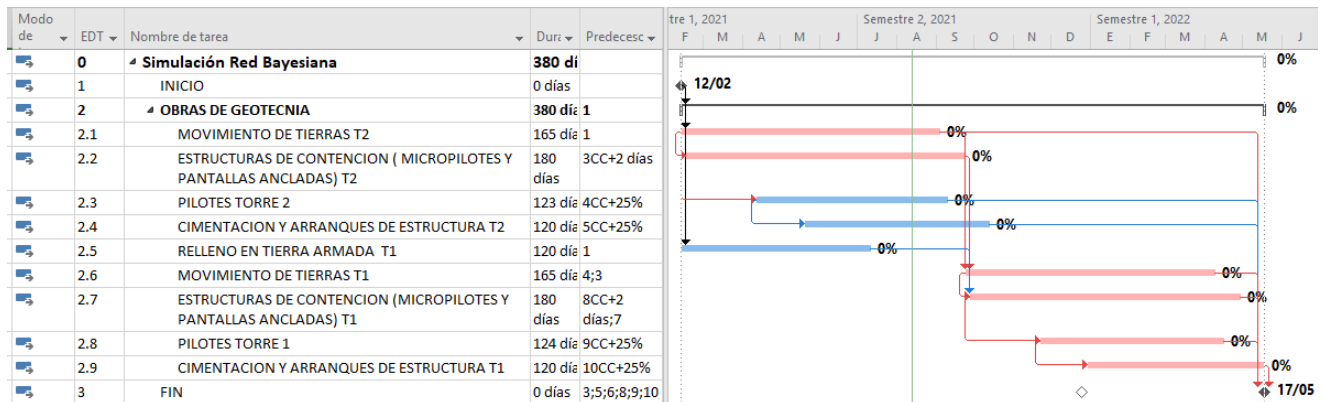 Modo de
EDT
Nombre de tarea
Dura
Predecesc
tre 1, 2021
Semestre 2, 2021
Semestre 1, 2022
F M A M J J A S O N D E F M A M J
0 Simulación Red Bayesiana 380 dí
0%
1 INICIO 0 días
12/02
2 OBRAS DE GEOTECNIA 380 día 1
0%
2.1 MOVIMIENTO DE TIERRAS T2 165 día 1
0%
2.2 ESTRUCTURAS DE CONTENCION ( MICROPILOTES Y 180 3CC+2 días
PANTALLAS ANCLADAS) T2 días
0%
2.3 PILOTES TORRE 2 123 día 4CC+25%
0%
2.4 CIMENTACION Y ARRANQUES DE ESTRUCTURA T2 120 día 5CC+25%
0%
2.5 RELLENO EN TIERRA ARMADA T1 120 día 1
0%
2.6 MOVIMIENTO DE TIERRAS T1 165 día 4;3
0%
2.7 ESTRUCTURAS DE CONTENCION (MICROPILOTES Y 180 8CC+2
PANTALLAS ANCLADAS) T1 días días;7
0%
2.8 PILOTES TORRE 1 124 día 9CC+25%
0%
2.9 CIMENTACION Y ARRANQUES DE ESTRUCTURA T1 120 día 10CC+25%
0%
3 FIN 0 días 3;5;6;8;9;10
17/05